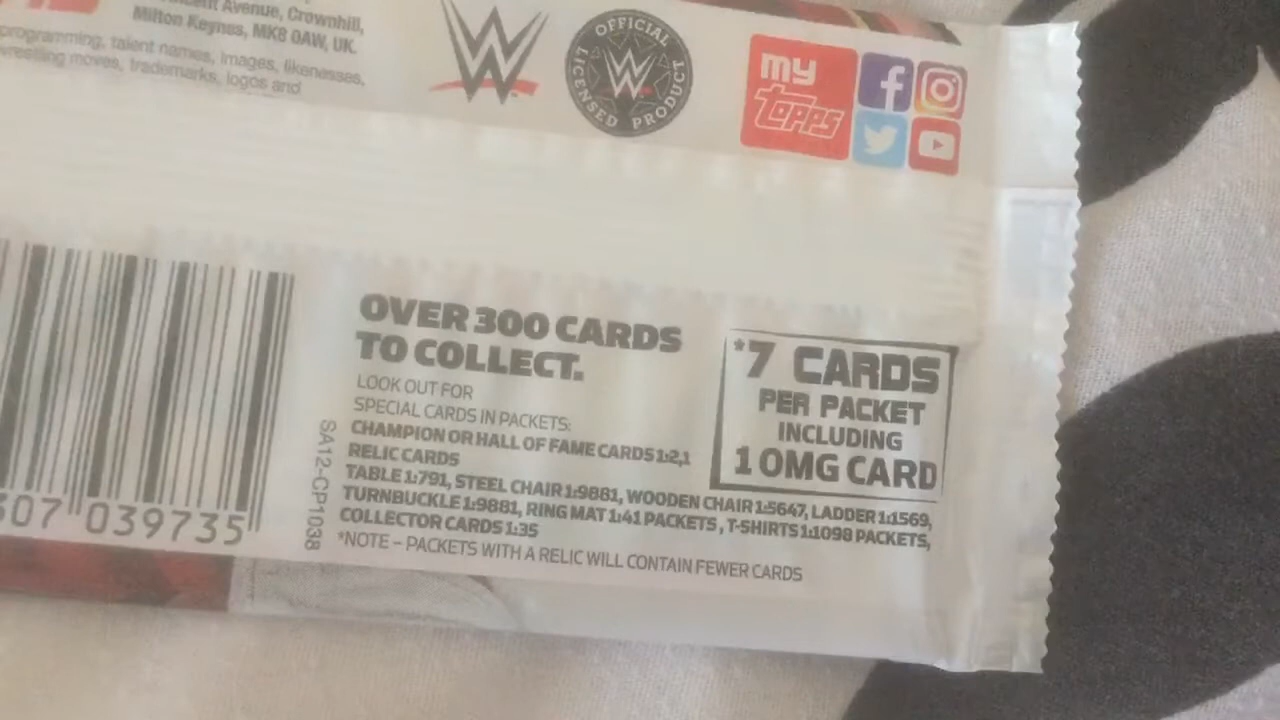 Avenue, Crownhill,
Milton Keynes, MK8 0AW, UK.
programming, talent names, images, likenesses,
wrestling moves, trademarks, logos and
W
OFFICIAL
LICENSED PRODUCT
W
my
TOPPS
OVER 300 CARDS
TO COLLECT.
LOOK OUT FOR
SPECIAL CARDS IN PACKETS:
CHAMPION OR HALL OF FAME CARDS 1:2,1
RELIC CARDS
TABLE 1:791, STEEL CHAIR 1:9881, WOODEN CHAIR 1:5647, LADDER 1:1569,
TURNBUCKLE 1:9881, RING MAT 1:41 PACKETS, T-SHIRTS 1:1098 PACKETS,
COLLECTOR CARDS 1:35
*NOTE – PACKETS WITH A RELIC WILL CONTAIN FEWER CARDS
*7 CARDS
PER PACKET
INCLUDING
1 OMG CARD
SA12-CP1038
307 039735